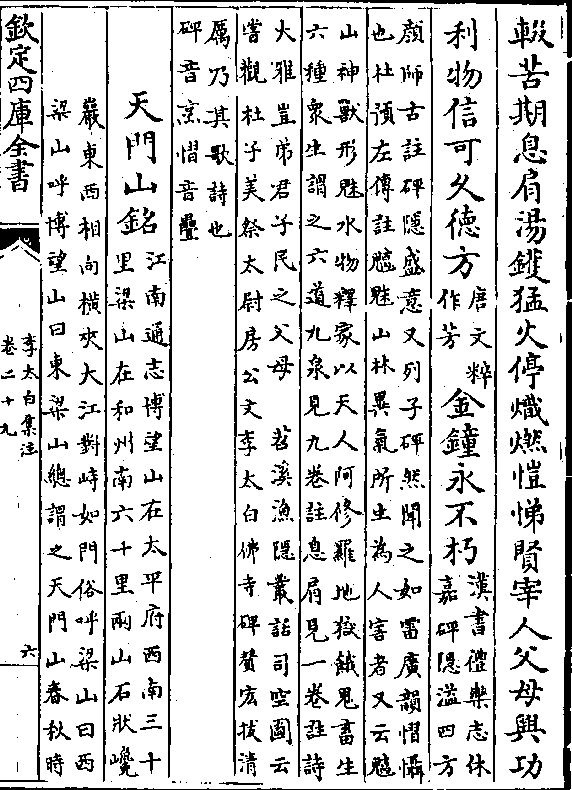 輟苦期息肩湯鑊猛火停熾燃愷悌賢宰人父母興功
利物信可久德方唐文粹作芳金鐘永不朽漢書禮樂志休嘉砰隱溢四方
顔師古註砰隱盛意又列子砰然聞之如雷廣韻慴懾
也杜預左傳註魑魅山林異氣所生為人害者又云魑
山神獸形魅水物釋家以天人阿修羅地獄餓鬼畜生
六種衆生謂之六道九泉見九卷註息肩見一卷註詩
大雅豈弟君子民之父母 苕溪漁隱叢話司空圖云
嘗觀杜子美祭太尉房公文李太白佛寺碑贊宏拔清
厲乃其歌詩也
砰音烹慴音疊
天門山銘江南通志博望山在太平府西南三十里梁山在和州南六十里兩山石狀巉
巖東西相向横夾大江對峙如門俗呼梁山曰西
梁山呼博望山曰東梁山總謂之天門山春秋時
欽定四庫全書
李太白集注
卷二十九
六